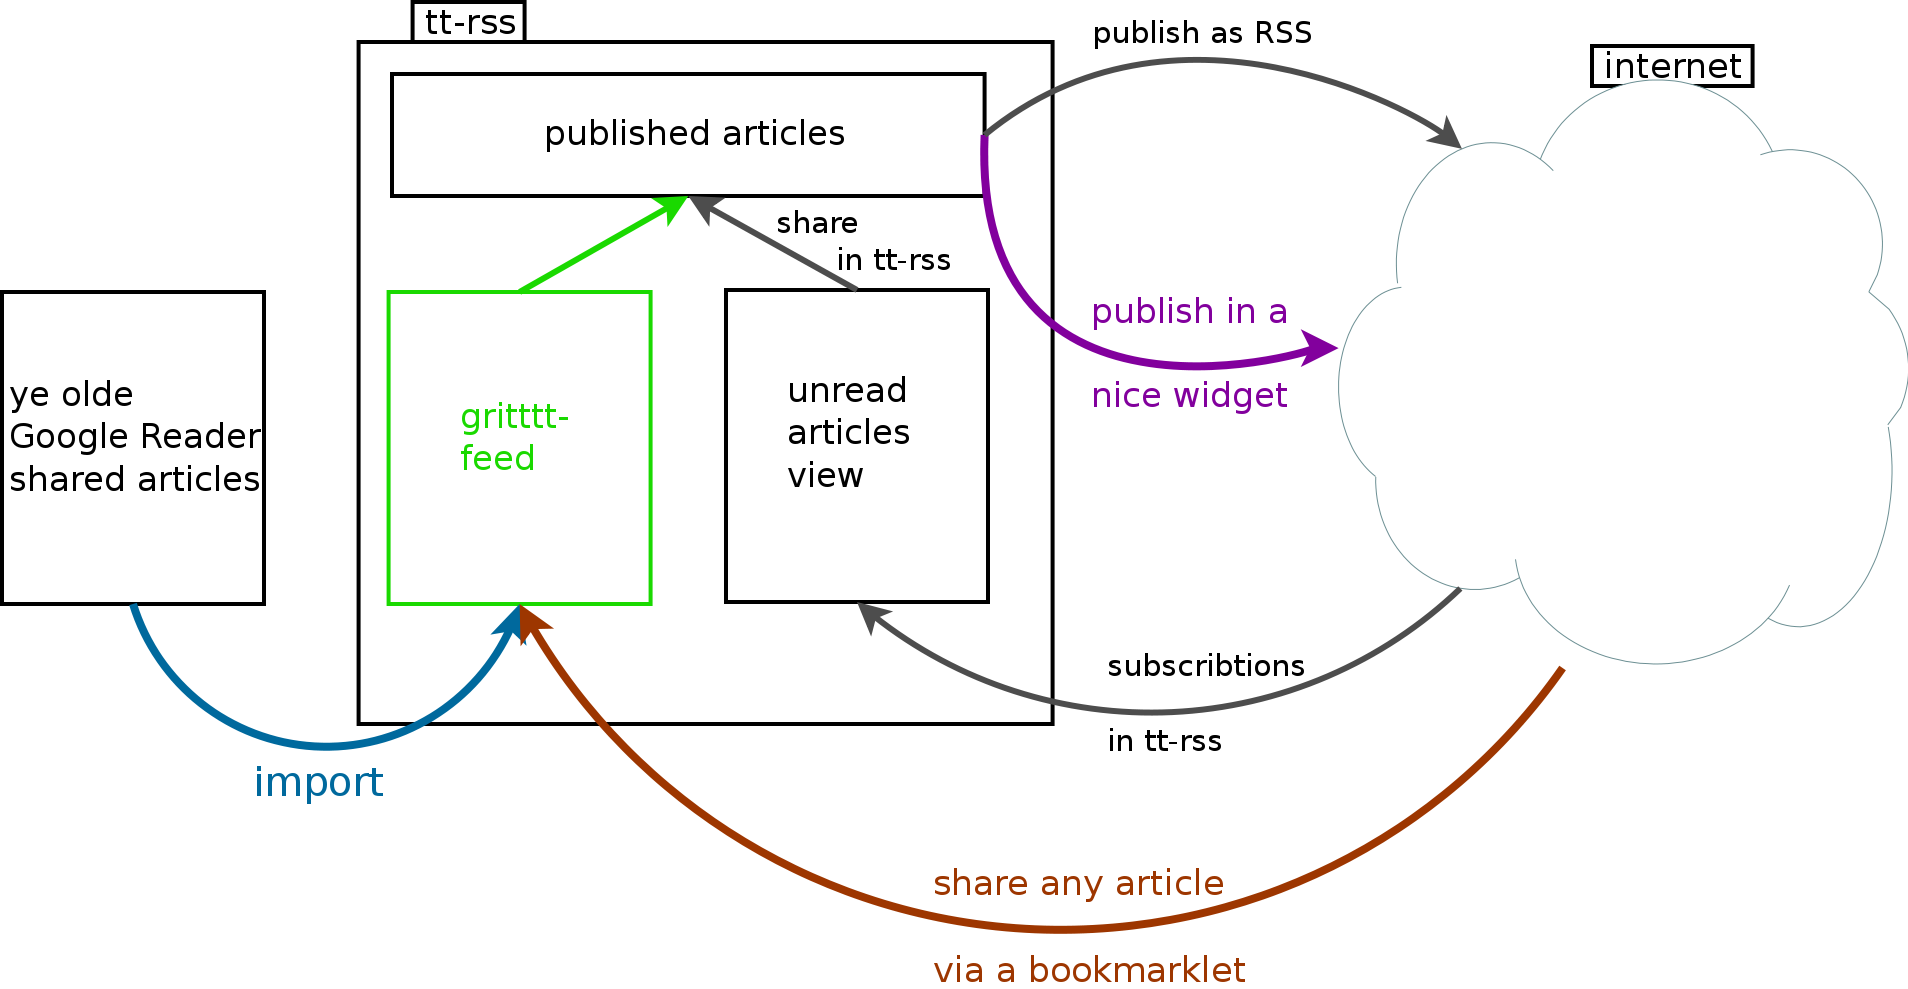 tt-rss
publish as RSS
internet
published articles
share
in tt-rss
publish in a
nice widget
ye olde
Google Reader
shared articles
gritttt-
feed
unread
articles
view
subscribtions
in tt-rss
import
share any article
via a bookmarklet